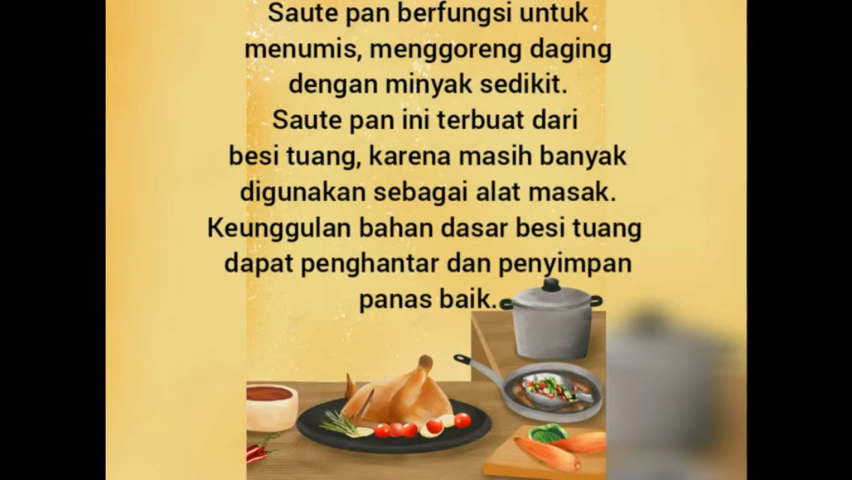 Saute pan berfungsi untuk
menumis, menggoreng daging
dengan minyak sedikit.
Saute pan ini terbuat dari
besi tuang, karena masih banyak
digunakan sebagai alat masak.
Keunggulan bahan dasar besi tuang
dapat penghantar dan penyimpan
panas baik.